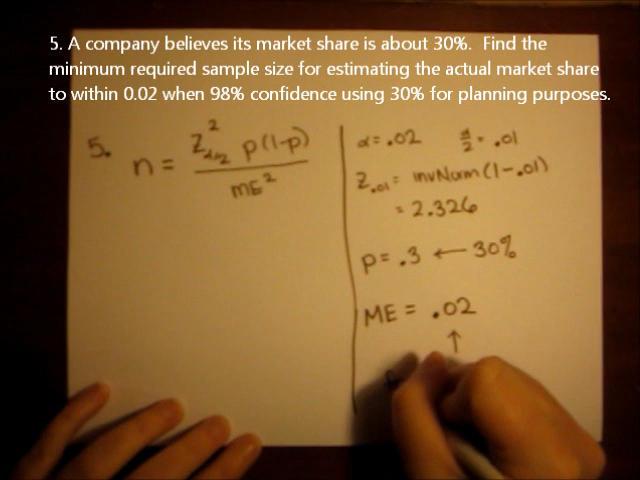 5. A company believes its market share is about 30%. Find the
minimum required sample size for estimating the actual market share
to within 0.02 when 98% confidence using 30% for planning purposes.
5.
n = Z²α/2 p(1-p) / ME²
α = .02 α/2 = .01
Z.01 = invNorm(1-.01)
= 2.326
p = .3 ← 30%
ME = .02
↑